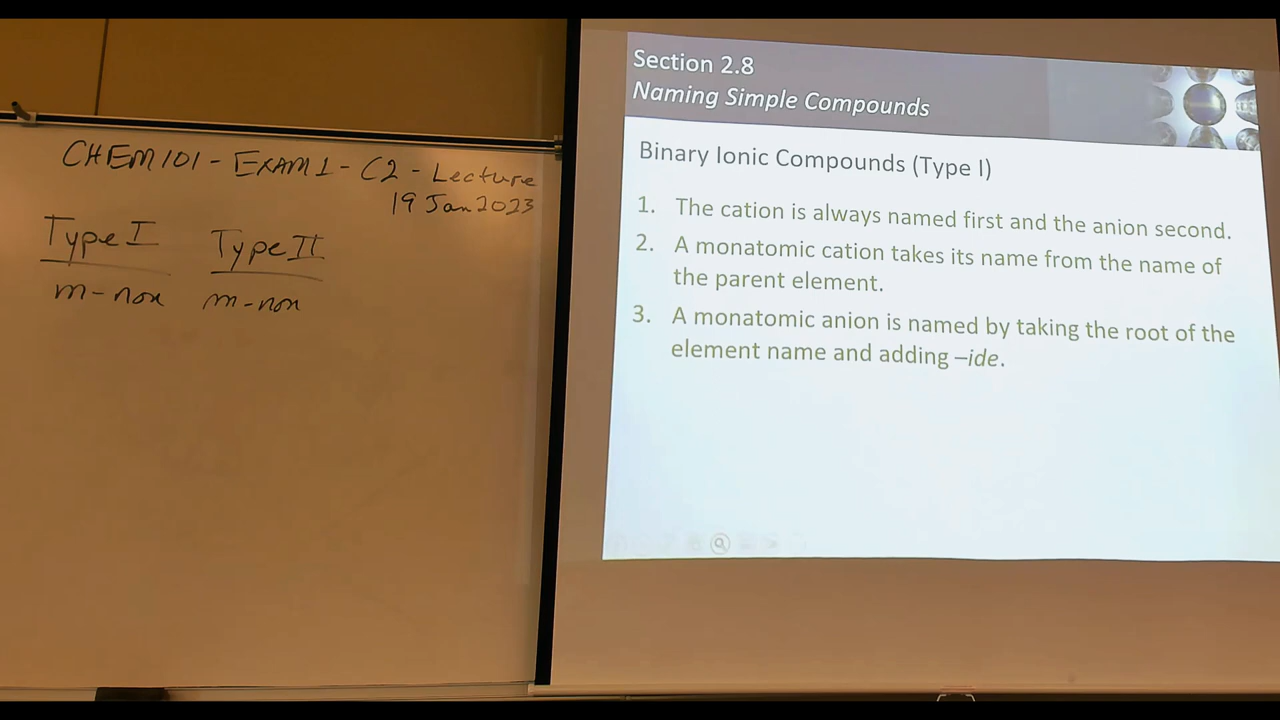 CHEM 101 - EXAM 1 - C2 - Lecture
19 Jan 2023
Type I Type II
m-non m-non
Section 2.8
Naming Simple Compounds
Binary Ionic Compounds (Type I)
1. The cation is always named first and the anion second.
2. A monatomic cation takes its name from the name of
the parent element.
3. A monatomic anion is named by taking the root of the
element name and adding –ide.